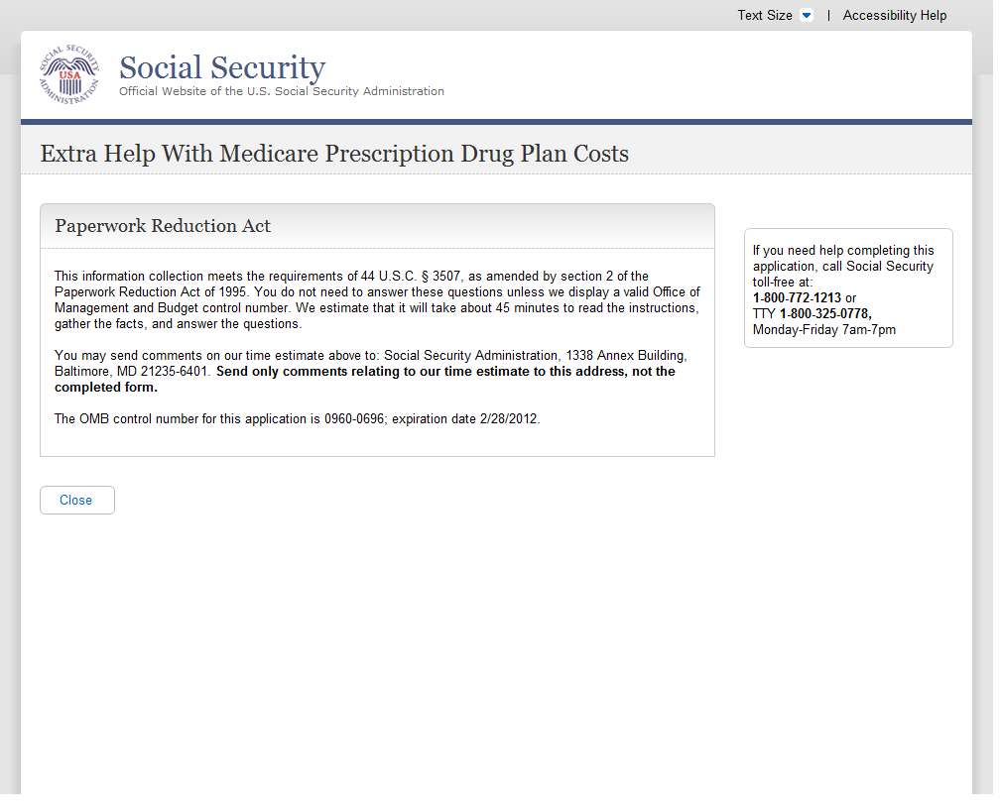 Text Size | Accessibility Help
SOCIAL SECURITY ADMINISTRATION
USA
Social Security
Official Website of the U.S. Social Security Administration
Extra Help With Medicare Prescription Drug Plan Costs
Paperwork Reduction Act
This information collection meets the requirements of 44 U.S.C. § 3507, as amended by section 2 of the
Paperwork Reduction Act of 1995. You do not need to answer these questions unless we display a valid Office of
Management and Budget control number. We estimate that it will take about 45 minutes to read the instructions,
gather the facts, and answer the questions.
You may send comments on our time estimate above to: Social Security Administration, 1338 Annex Building,
Baltimore, MD 21235-6401. Send only comments relating to our time estimate to this address, not the
completed form.
The OMB control number for this application is 0960-0696; expiration date 2/28/2012.
Close
If you need help completing this
application, call Social Security
toll-free at:
1-800-772-1213 or
TTY 1-800-325-0778,
Monday-Friday 7am-7pm